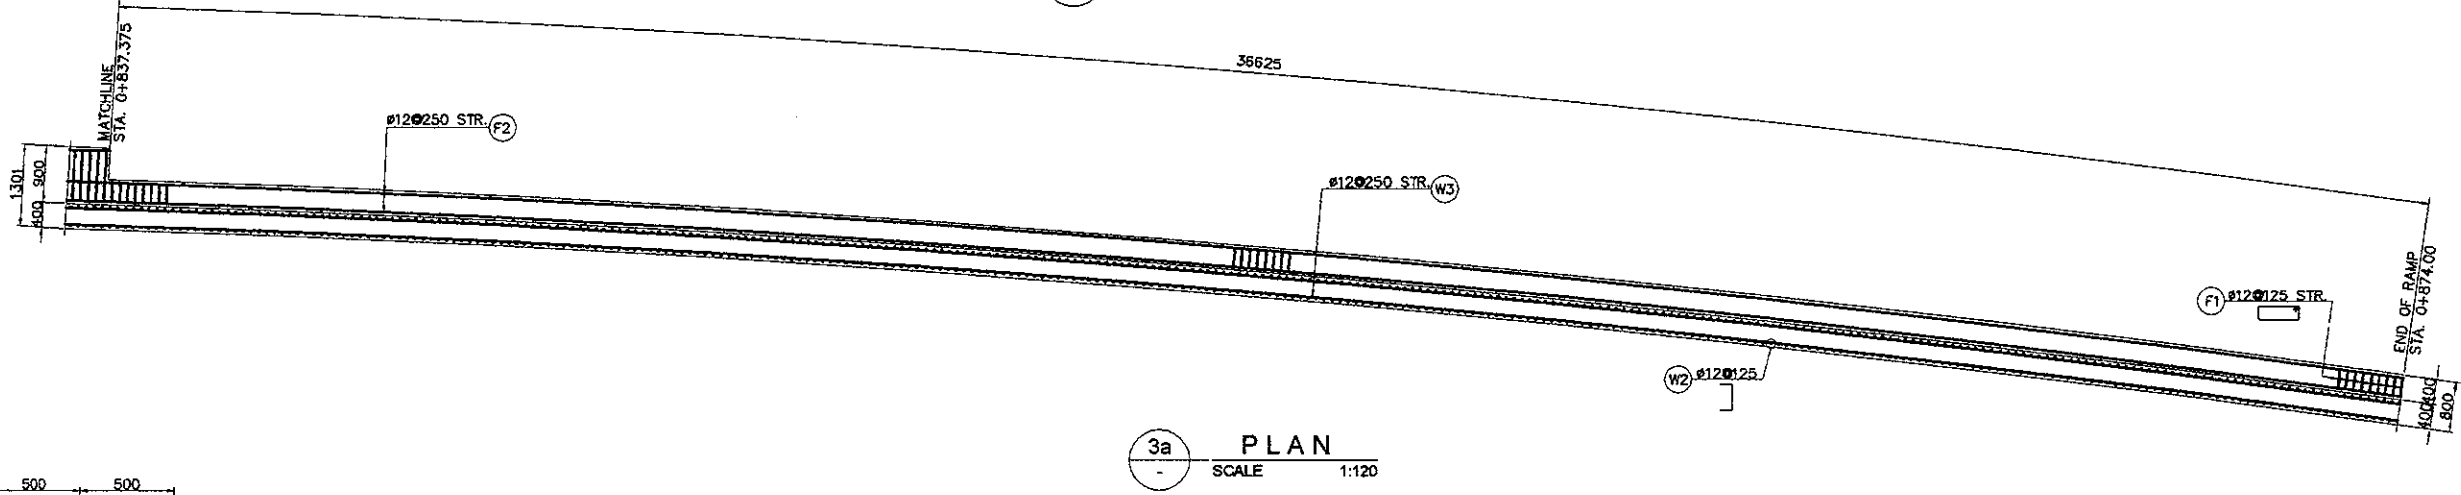 36625
MATCHLINE
STA. 0+837.375
ø12@250 STR. F2
1301
900
400
ø12@250 STR. W3
F1 ø12@125 STR.
END OF RAMP
STA. 0+874.00
W2 ø12@125
400
400
800
3a
-
PLAN
SCALE 1:120
500 500